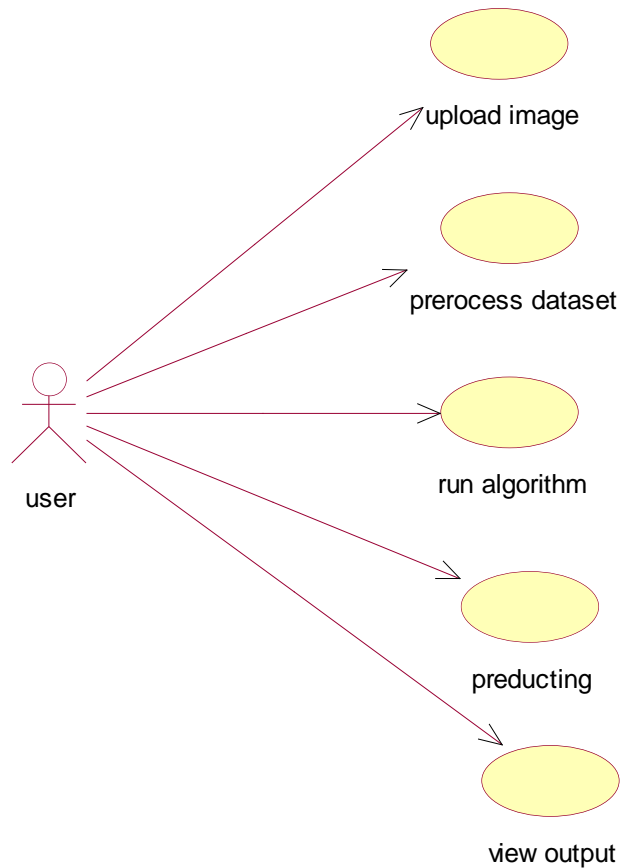 upload image
prerocess dataset
run algorithm
user
preducting
view output